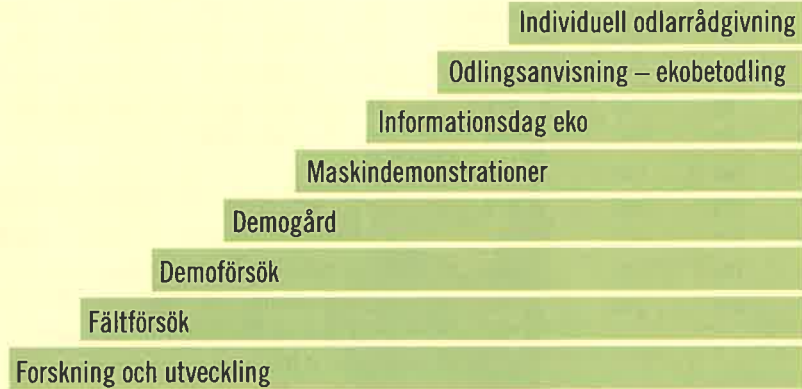 Individuell odlarrådgivning
Odlingsanvisning – ekobetodling
Informationsdag eko
Maskindemonstrationer
Demogård
Demoförsök
Fältförsök
Forskning och utveckling